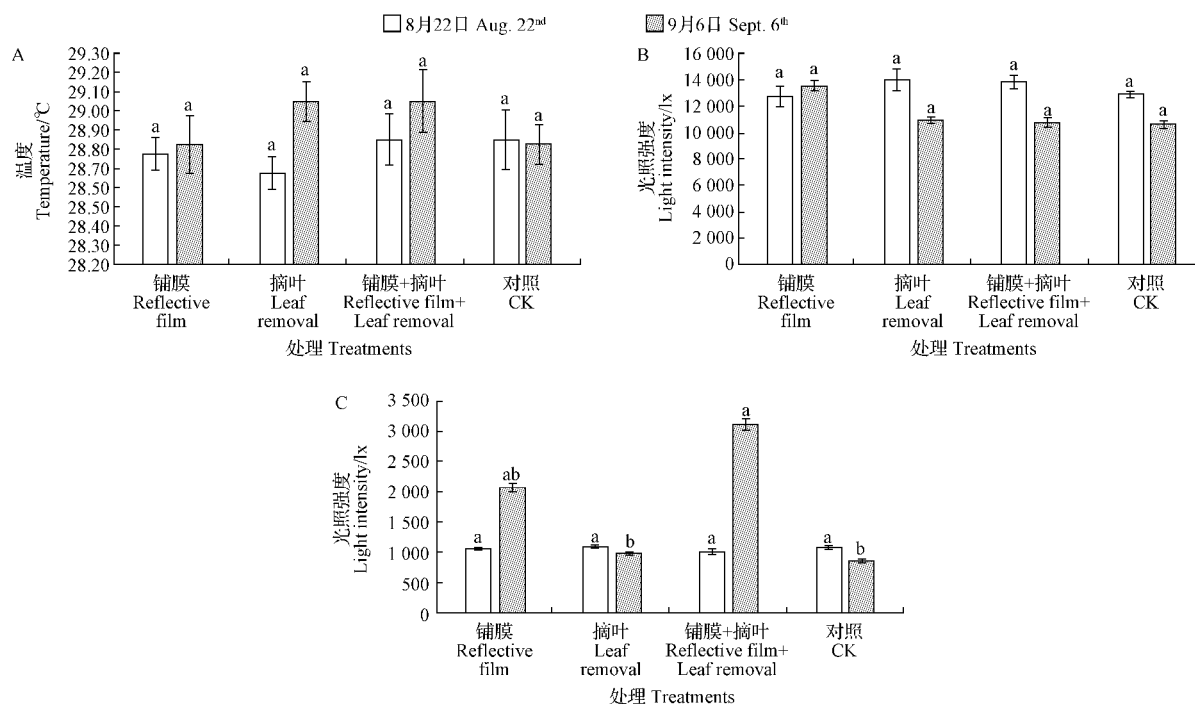 8月22日 Aug. 22nd 9月6日 Sept. 6th
A
29.30
29.20
29.10
29.00
28.90
28.80
28.70
28.60
28.50
28.40
28.30
28.20
温度
Temperature/℃
a a a a a a a a
铺膜
Reflective
film
摘叶
Leaf
removal
铺膜+摘叶
Reflective film+
Leaf removal
对照
CK
处理 Treatments
B
16 000
14 000
12 000
10 000
8 000
6 000
4 000
2 000
0
光照强度
Light intensity/lx
a a a a a a a a
铺膜
Reflective
film
摘叶
Leaf
removal
铺膜+摘叶
Reflective film+
Leaf removal
对照
CK
处理 Treatments
C
3 500
3 000
2 500
2 000
1 500
1 000
500
0
光照强度
Light intensity/lx
a ab a b a a a b
铺膜
Reflective
film
摘叶
Leaf
removal
铺膜+摘叶
Reflective film+
Leaf removal
对照
CK
处理 Treatments